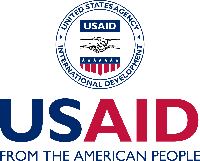 UNITED STATES AGENCY
USAID
INTERNATIONAL DEVELOPMENT
USAID
FROM THE AMERICAN PEOPLE